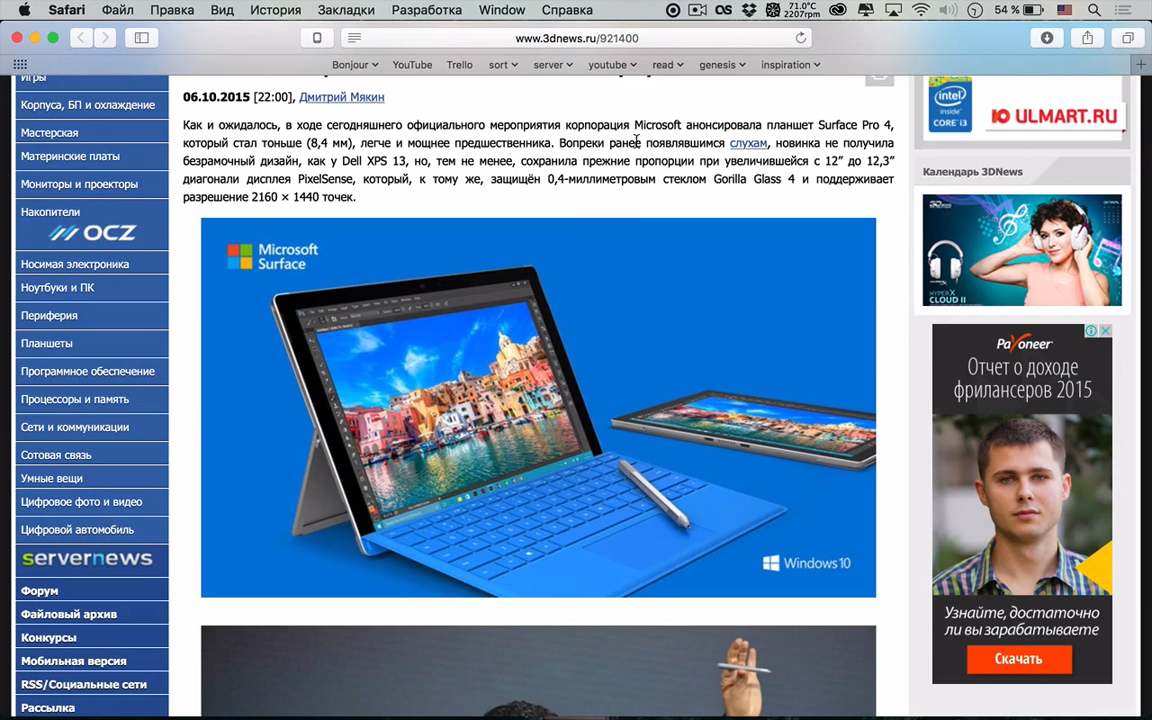 Safari Файл Правка Вид История Закладки Разработка Window Справка
71.0°C
2207rpm
54 %
www.3dnews.ru/921400
Bonjour YouTube Trello sort server youtube read genesis inspiration
Игры
Корпуса, БП и охлаждение
Мастерская
Материнские платы
Мониторы и проекторы
Накопители
OCZ
Носимая электроника
Ноутбуки и ПК
Периферия
Планшеты
Программное обеспечение
Процессоры и память
Сети и коммуникации
Сотовая связь
Умные вещи
Цифровое фото и видео
Цифровой автомобиль
servernews
Форум
Файловый архив
Конкурсы
Мобильная версия
RSS/Социальные сети
Рассылка
06.10.2015 [22:00], Дмитрий Мякин
Как и ожидалось, в ходе сегодняшнего официального мероприятия корпорация Microsoft анонсировала планшет Surface Pro 4,
который стал тоньше (8,4 мм), легче и мощнее предшественника. Вопреки ранее появлявшимся слухам, новинка не получила
безрамочный дизайн, как у Dell XPS 13, но, тем не менее, сохранила прежние пропорции при увеличившейся с 12” до 12,3”
диагонали дисплея PixelSense, который, к тому же, защищён 0,4-миллиметровым стеклом Gorilla Glass 4 и поддерживает
разрешение 2160 × 1440 точек.
Microsoft
Surface
Windows 10
intel
CORE i3
Ю ULMART.RU
Календарь 3DNews
HYPERX
CLOUD II
Payoneer
Отчет о доходе
фрилансеров 2015
Узнайте, достаточно
ли вы зарабатываете
Скачать